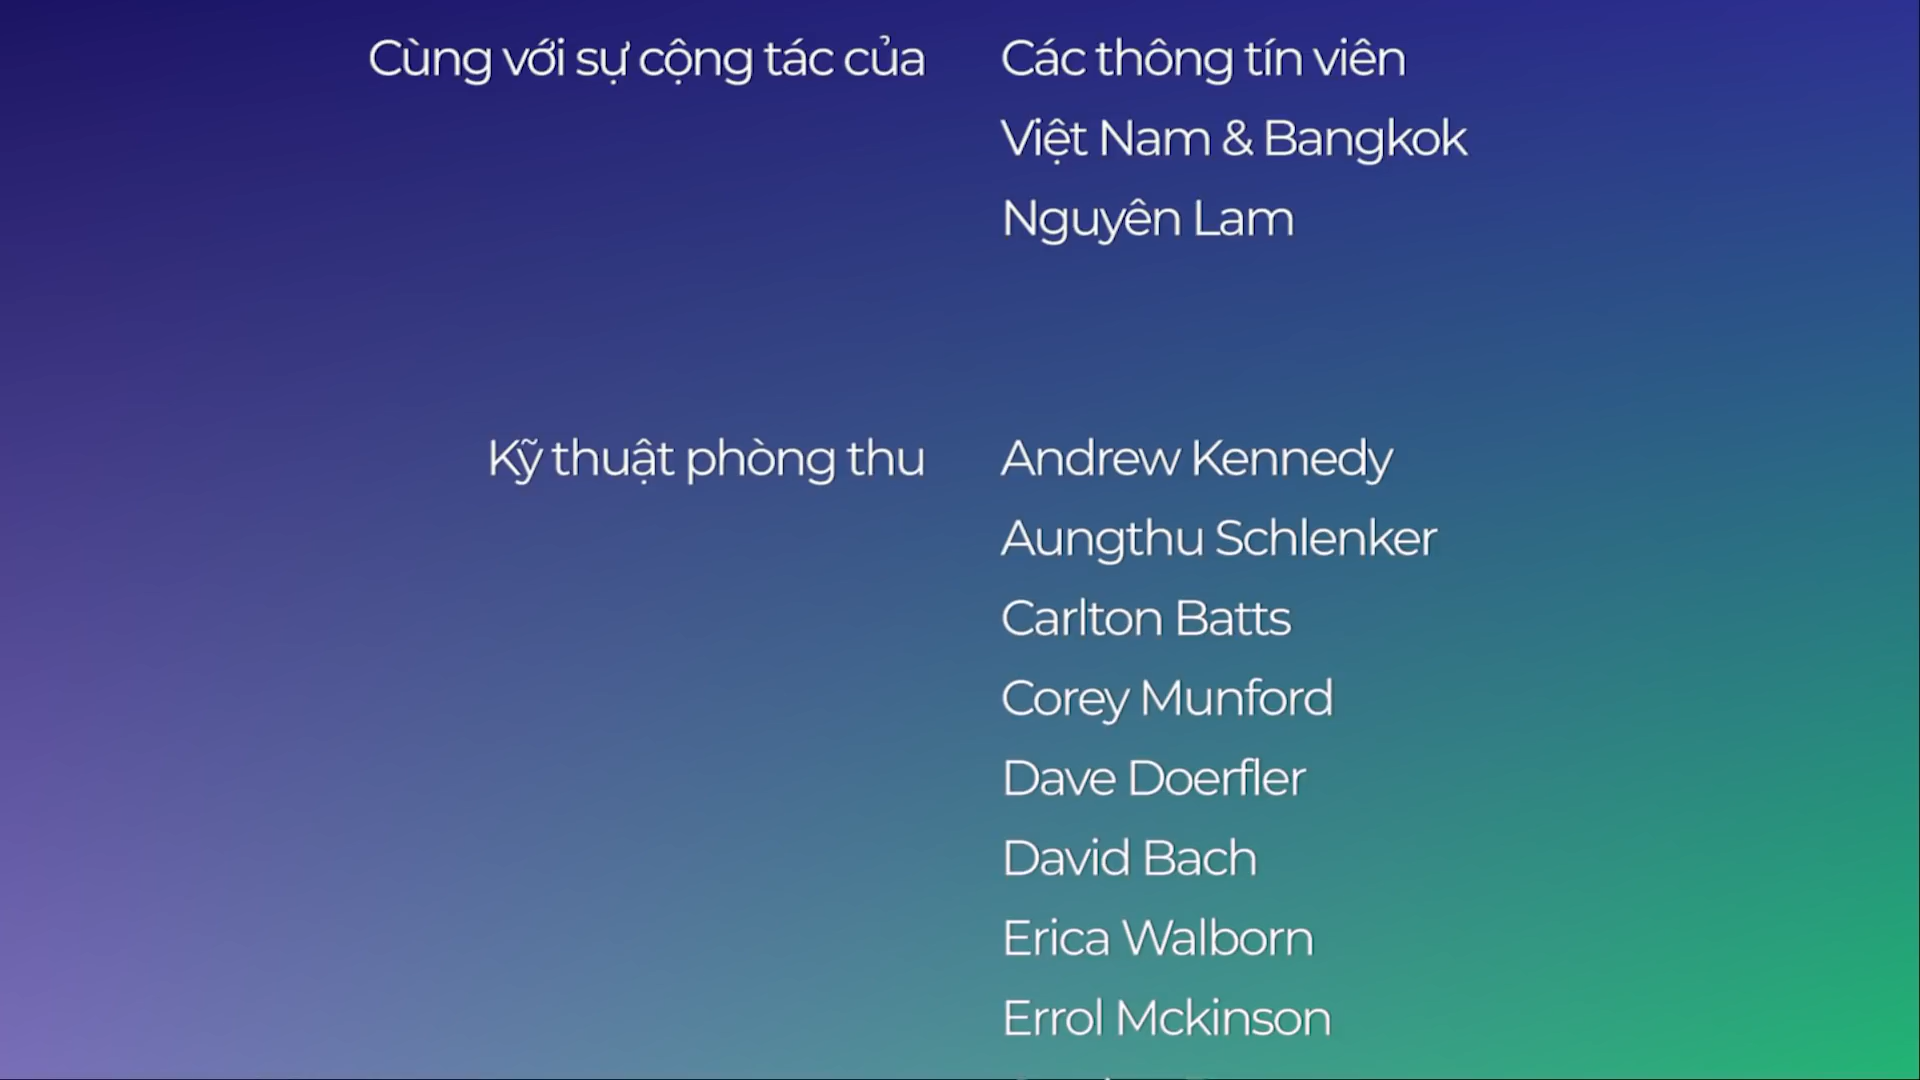 Cùng với sự cộng tác của Các thông tín viên
Việt Nam & Bangkok
Nguyên Lam
Kỹ thuật phòng thu Andrew Kennedy
Aungthu Schlenker
Carlton Batts
Corey Munford
Dave Doerfler
David Bach
Erica Walborn
Errol Mckinson